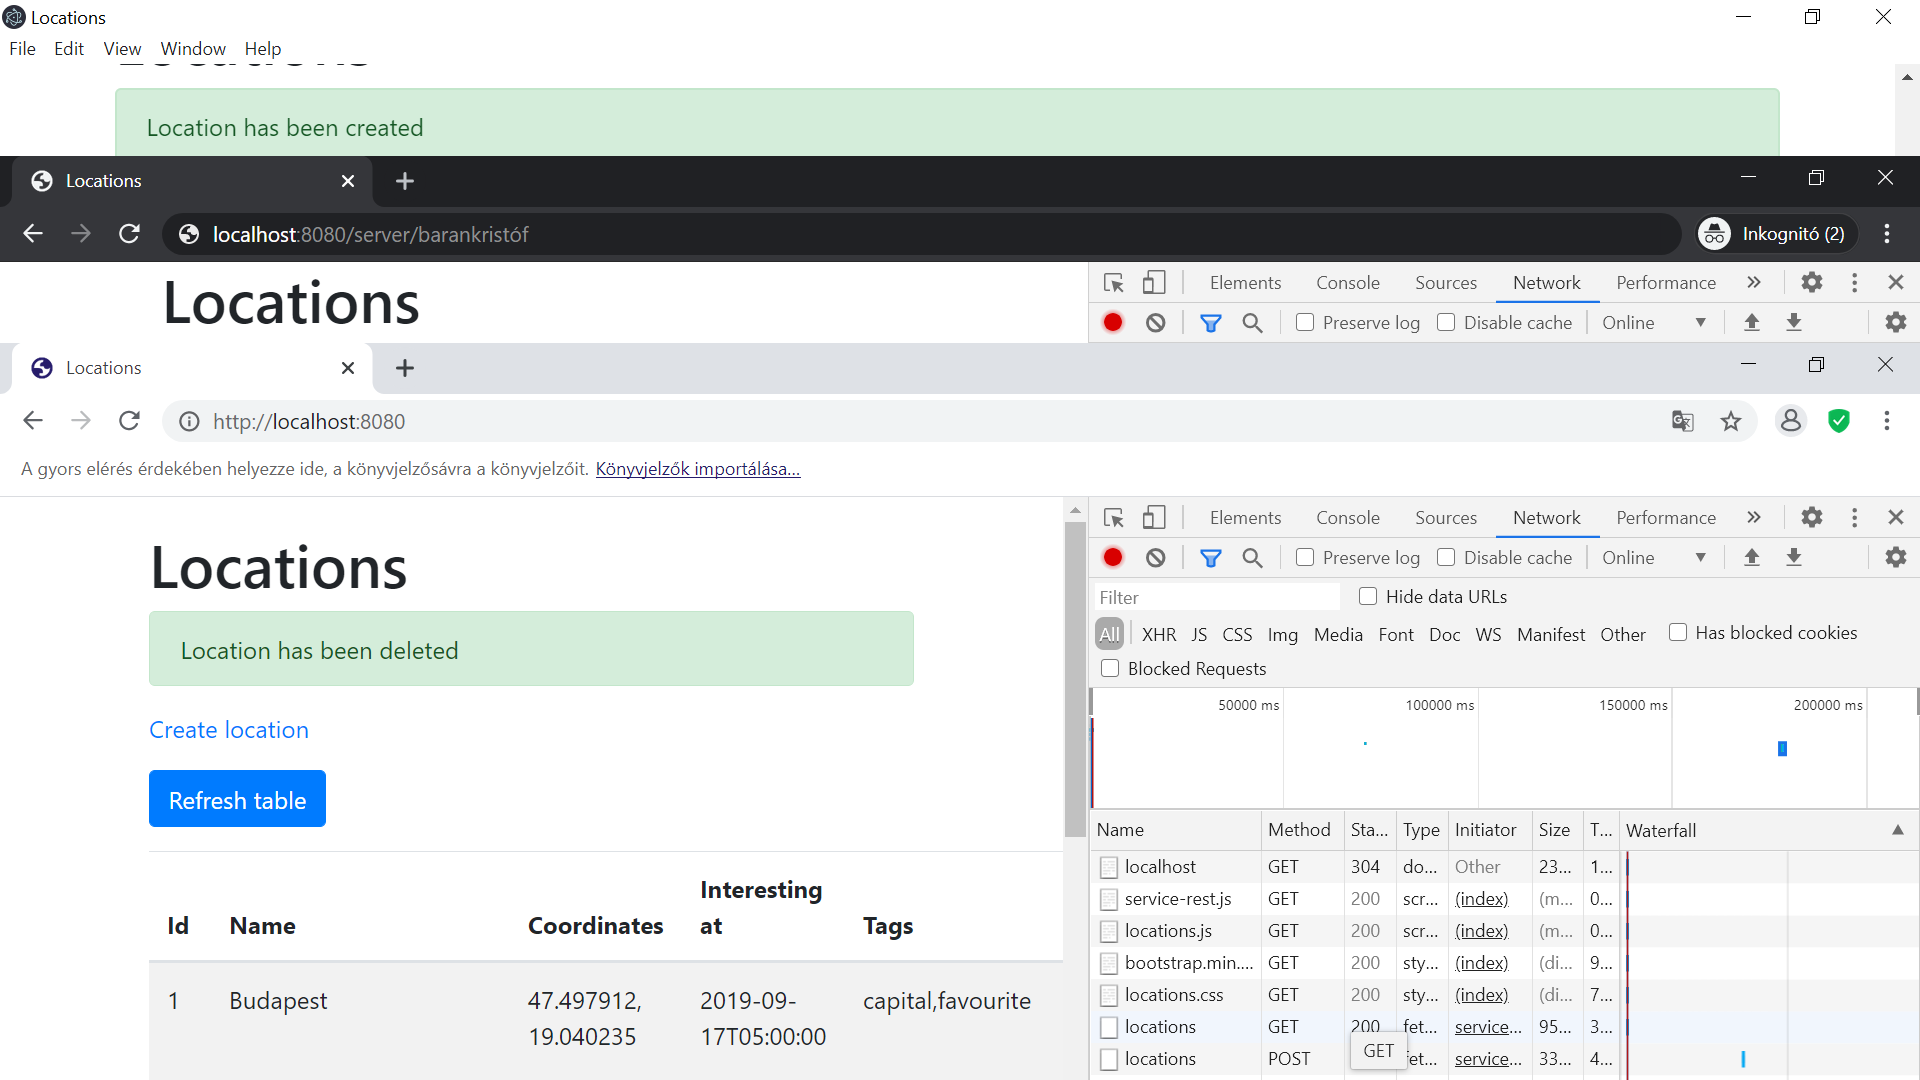 Locations
File Edit View Window Help
Locations
Location has been created
Locations
localhost:8080/server/barankristóf
Inkognitó (2)
Locations
Elements Console Sources Network Performance
Preserve log Disable cache Online
Locations
http://localhost:8080
A gyors elérés érdekében helyezze ide, a könyvjelzősávra a könyvjelzőit. Könyvjelzők importálása...
Locations
Location has been deleted
Create location
Refresh table
Id Name Coordinates Interesting at Tags
1 Budapest 47.497912, 19.040235 2019-09-17T05:00:00 capital,favourite
Elements Console Sources Network Performance
Preserve log Disable cache Online
Filter Hide data URLs
All XHR JS CSS Img Media Font Doc WS Manifest Other Has blocked cookies
Blocked Requests
50000 ms 100000 ms 150000 ms 200000 ms
Name Method Sta... Type Initiator Size T... Waterfall
localhost GET 304 do... Other 23... 1...
service-rest.js GET 200 scr... (index) (m... 0...
locations.js GET 200 scr... (index) (m... 0...
bootstrap.min.... GET 200 sty... (index) (di... 9...
locations.css GET 200 sty... (index) (di... 7...
locations GET 200 fet... service... 95... 3...
locations POST fet... service... 33... 4...
GET